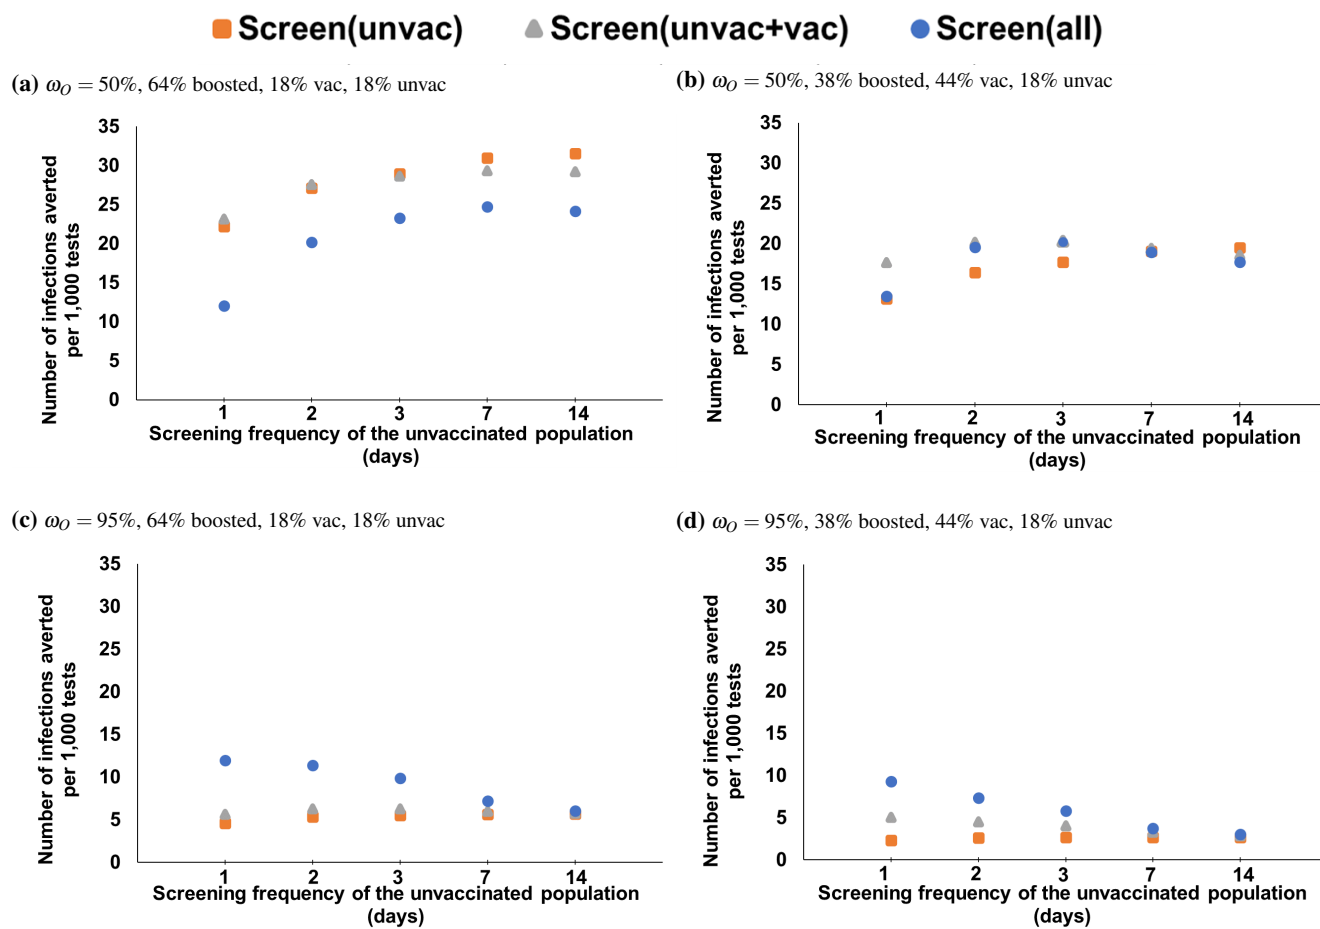 Screen(unvac) Screen(unvac+vac) Screen(all)
(a) ω_O = 50%, 64% boosted, 18% vac, 18% unvac
Number of infections averted
per 1,000 tests
35
30
25
20
15
10
5
0
1 2 3 7 14
Screening frequency of the unvaccinated population
(days)
(b) ω_O = 50%, 38% boosted, 44% vac, 18% unvac
Number of infections averted
per 1,000 tests
35
30
25
20
15
10
5
0
1 2 3 7 14
Screening frequency of the unvaccinated population
(days)
(c) ω_O = 95%, 64% boosted, 18% vac, 18% unvac
Number of infections averted
per 1,000 tests
35
30
25
20
15
10
5
0
1 2 3 7 14
Screening frequency of the unvaccinated population
(days)
(d) ω_O = 95%, 38% boosted, 44% vac, 18% unvac
Number of infections averted
per 1,000 tests
35
30
25
20
15
10
5
0
1 2 3 7 14
Screening frequency of the unvaccinated population
(days)